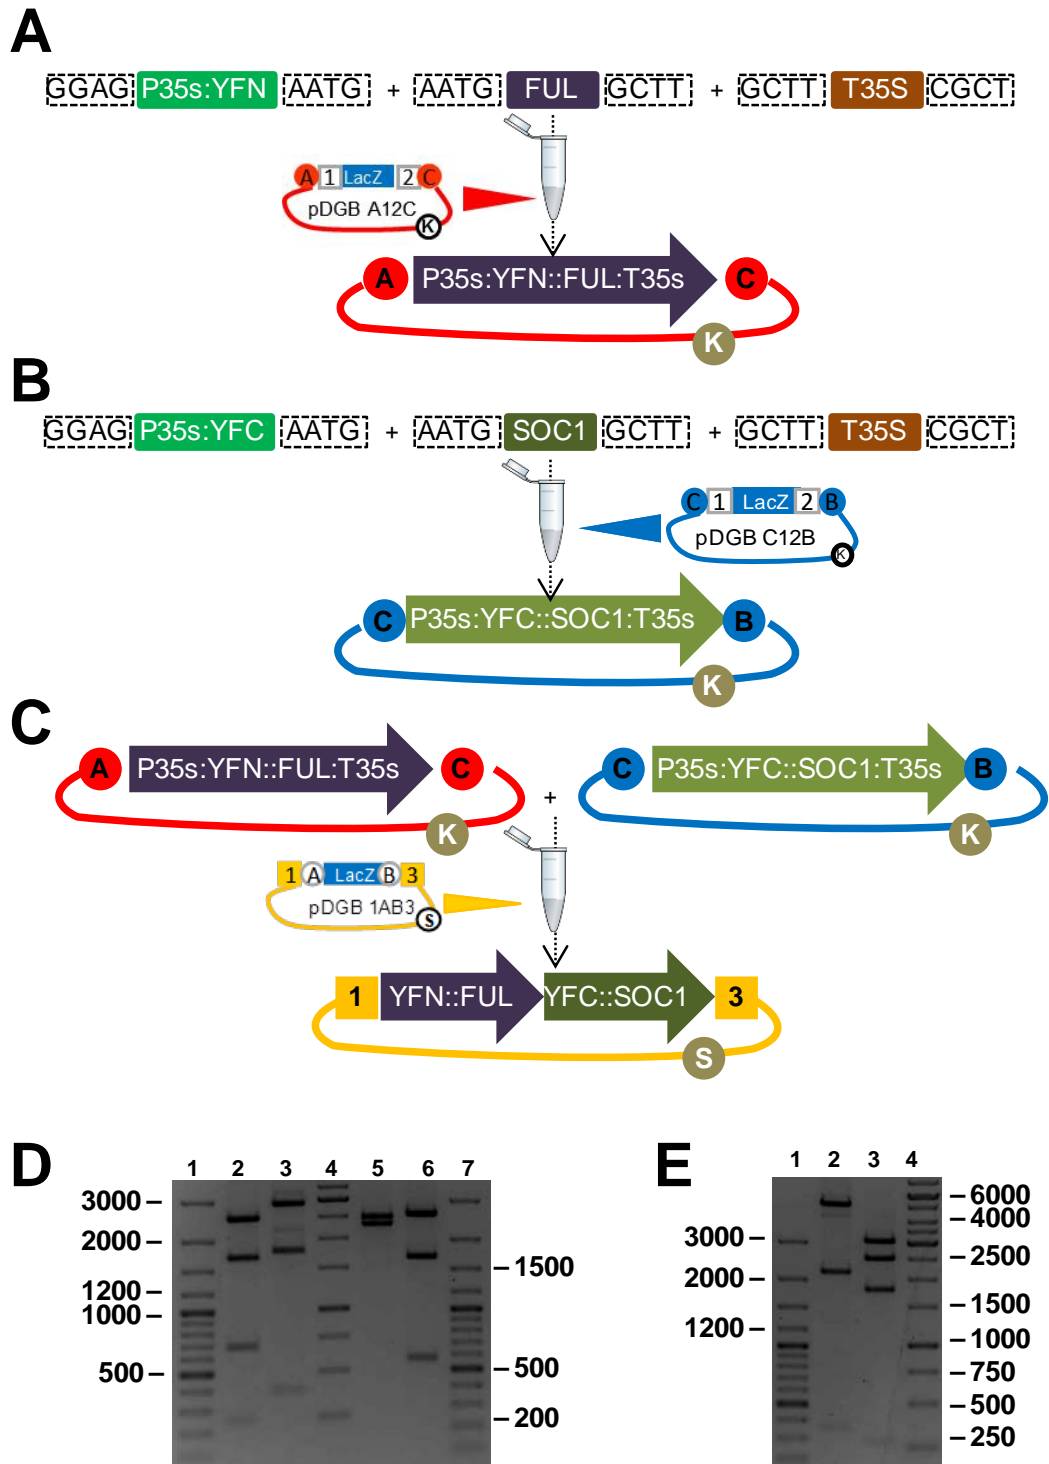 A
GGAG P35s:YFN AATG + AATG FUL GCTT + GCTT T35S CGCT
A 1 LacZ 2 C
pDGB A12C
K
A P35s:YFN::FUL:T35s C
K
B
GGAG P35s:YFC AATG + AATG SOC1 GCTT + GCTT T35S CGCT
C 1 LacZ 2 B
pDGB C12B
K
C P35s:YFC::SOC1:T35s B
K
C
A P35s:YFN::FUL:T35s C + C P35s:YFC::SOC1:T35s B
K K
1 A LacZ B 3
pDGB 1AB3
S
1 YFN::FUL YFC::SOC1 3
S
D
1 2 3 4 5 6 7
3000 –
2000 –
1200 –
1000 –
500 –
– 1500
– 500
– 200
E
1 2 3 4
3000 –
2000 –
1200 –
– 6000
– 4000
– 2500
– 1500
– 1000
– 750
– 500
– 250